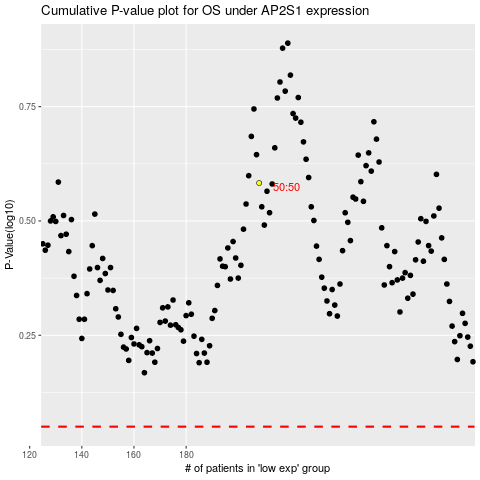 Cumulative P-value plot for OS under AP2S1 expression
P-Value(log10)
0.75
0.50
0.25
50:50
120
140
160
180
# of patients in 'low exp' group